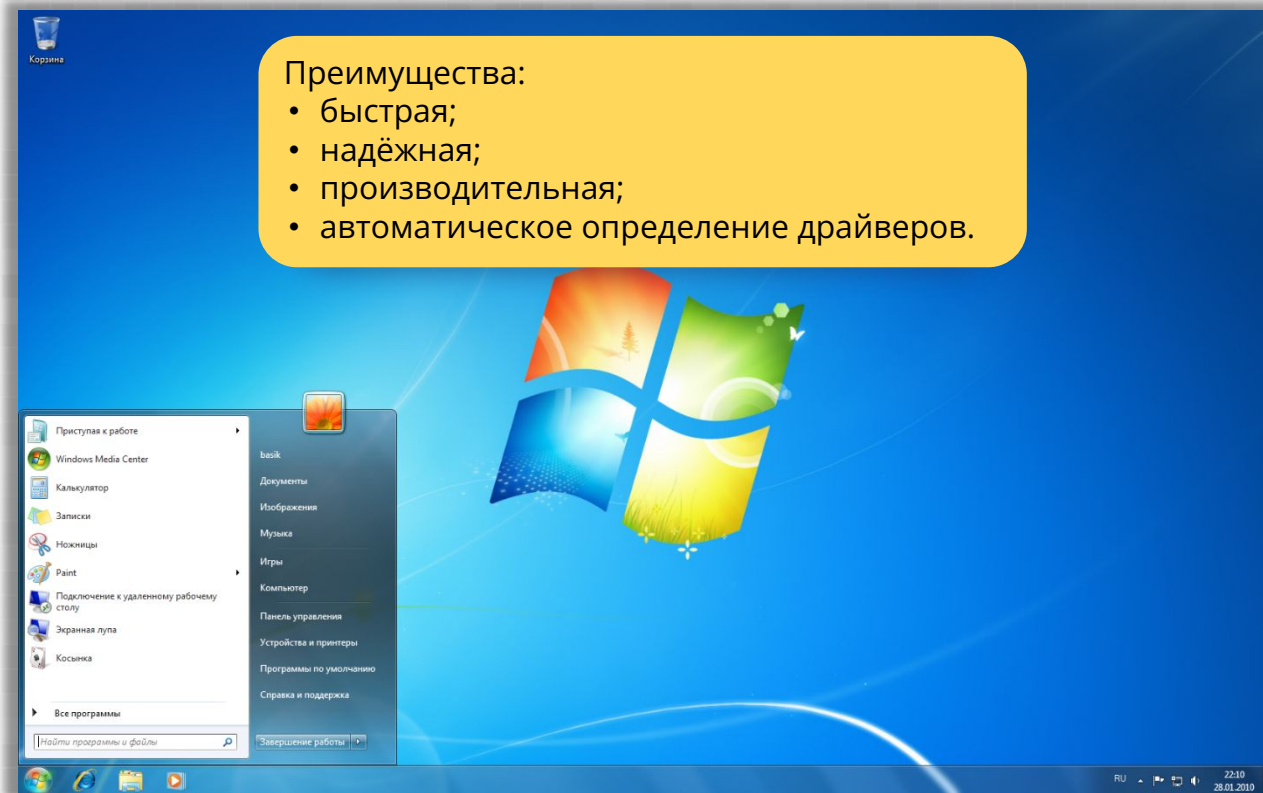 Корзина
Преимущества:
• быстрая;
• надёжная;
• производительная;
• автоматическое определение драйверов.
Приступая к работе
Windows Media Center
Калькулятор
Записки
Ножницы
Paint
Подключение к удаленному рабочему
столу
Экранная лупа
Косынка
Все программы
Найти программы и файлы
basik
Документы
Изображения
Музыка
Игры
Компьютер
Панель управления
Устройства и принтеры
Программы по умолчанию
Справка и поддержка
Завершение работы
RU
22:10
28.01.2010